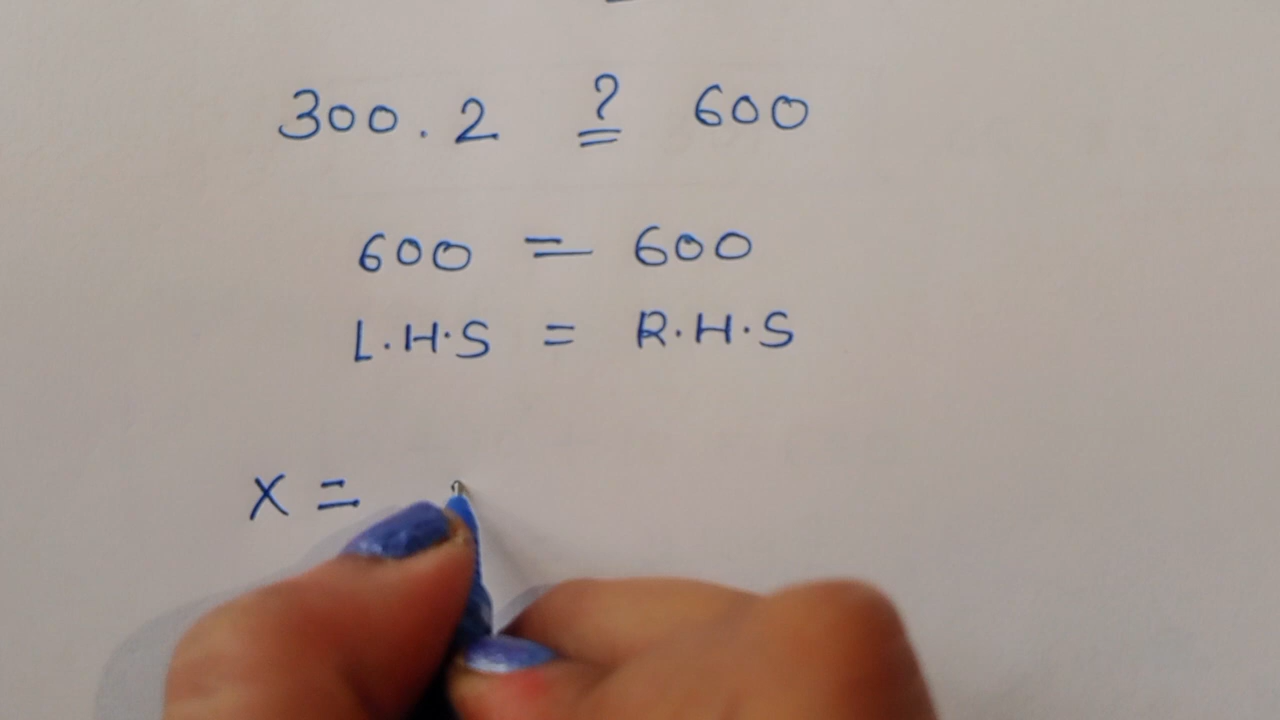 300.2 ≟ 600
600 = 600
L.H.S = R.H.S
X =